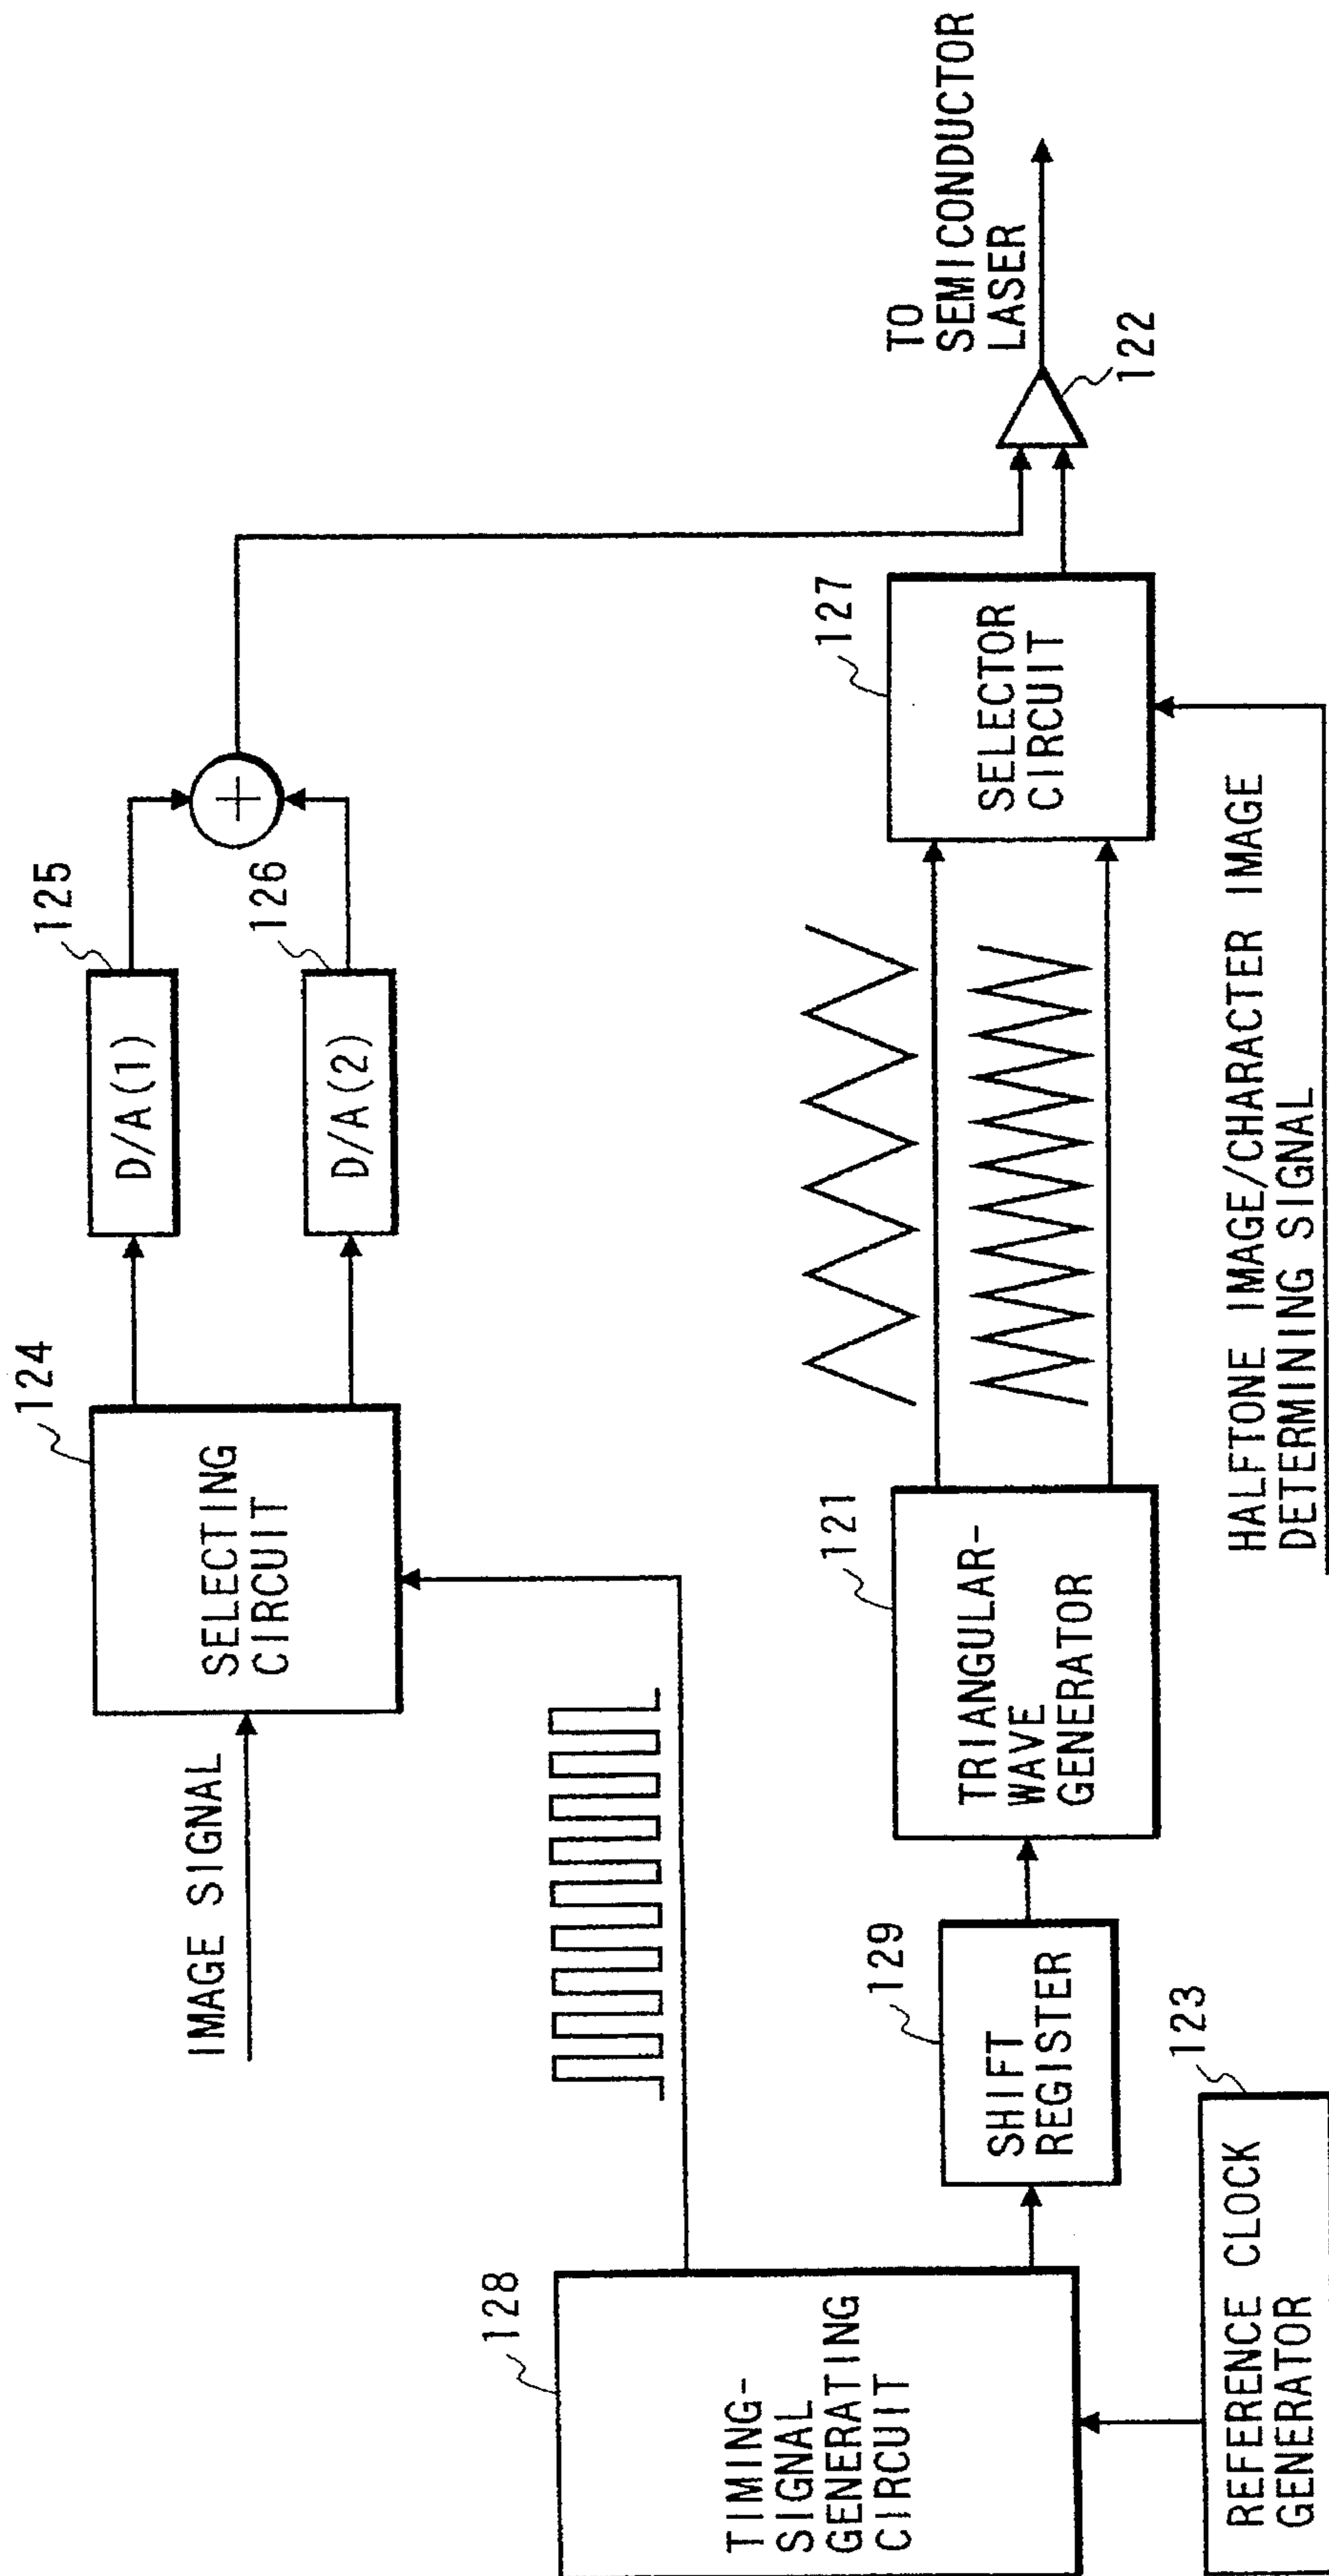 IMAGE SIGNAL
124
SELECTING
CIRCUIT
125
D/A(1)
126
D/A(2)
+
128
TIMING-
SIGNAL
GENERATING
CIRCUIT
129
SHIFT
REGISTER
121
TRIANGULAR-
WAVE
GENERATOR
127
SELECTOR
CIRCUIT
TO
SEMICONDUCTOR
LASER
122
123
REFERENCE CLOCK
GENERATOR
HALFTONE IMAGE/CHARACTER IMAGE
DETERMINING SIGNAL